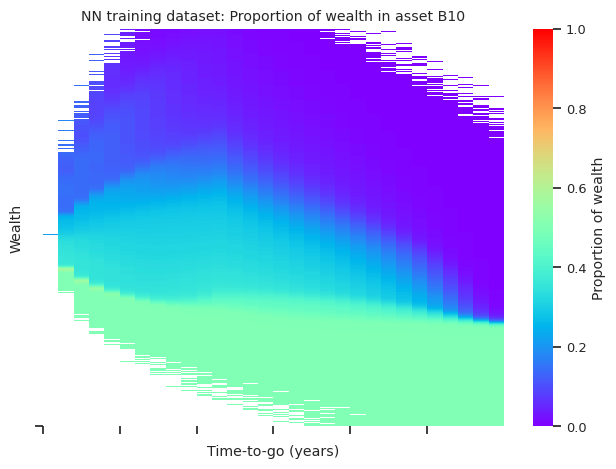 NN training dataset: Proportion of wealth in asset B10
Wealth
Time-to-go (years)
1.0
0.8
0.6
0.4
0.2
0.0
Proportion of wealth